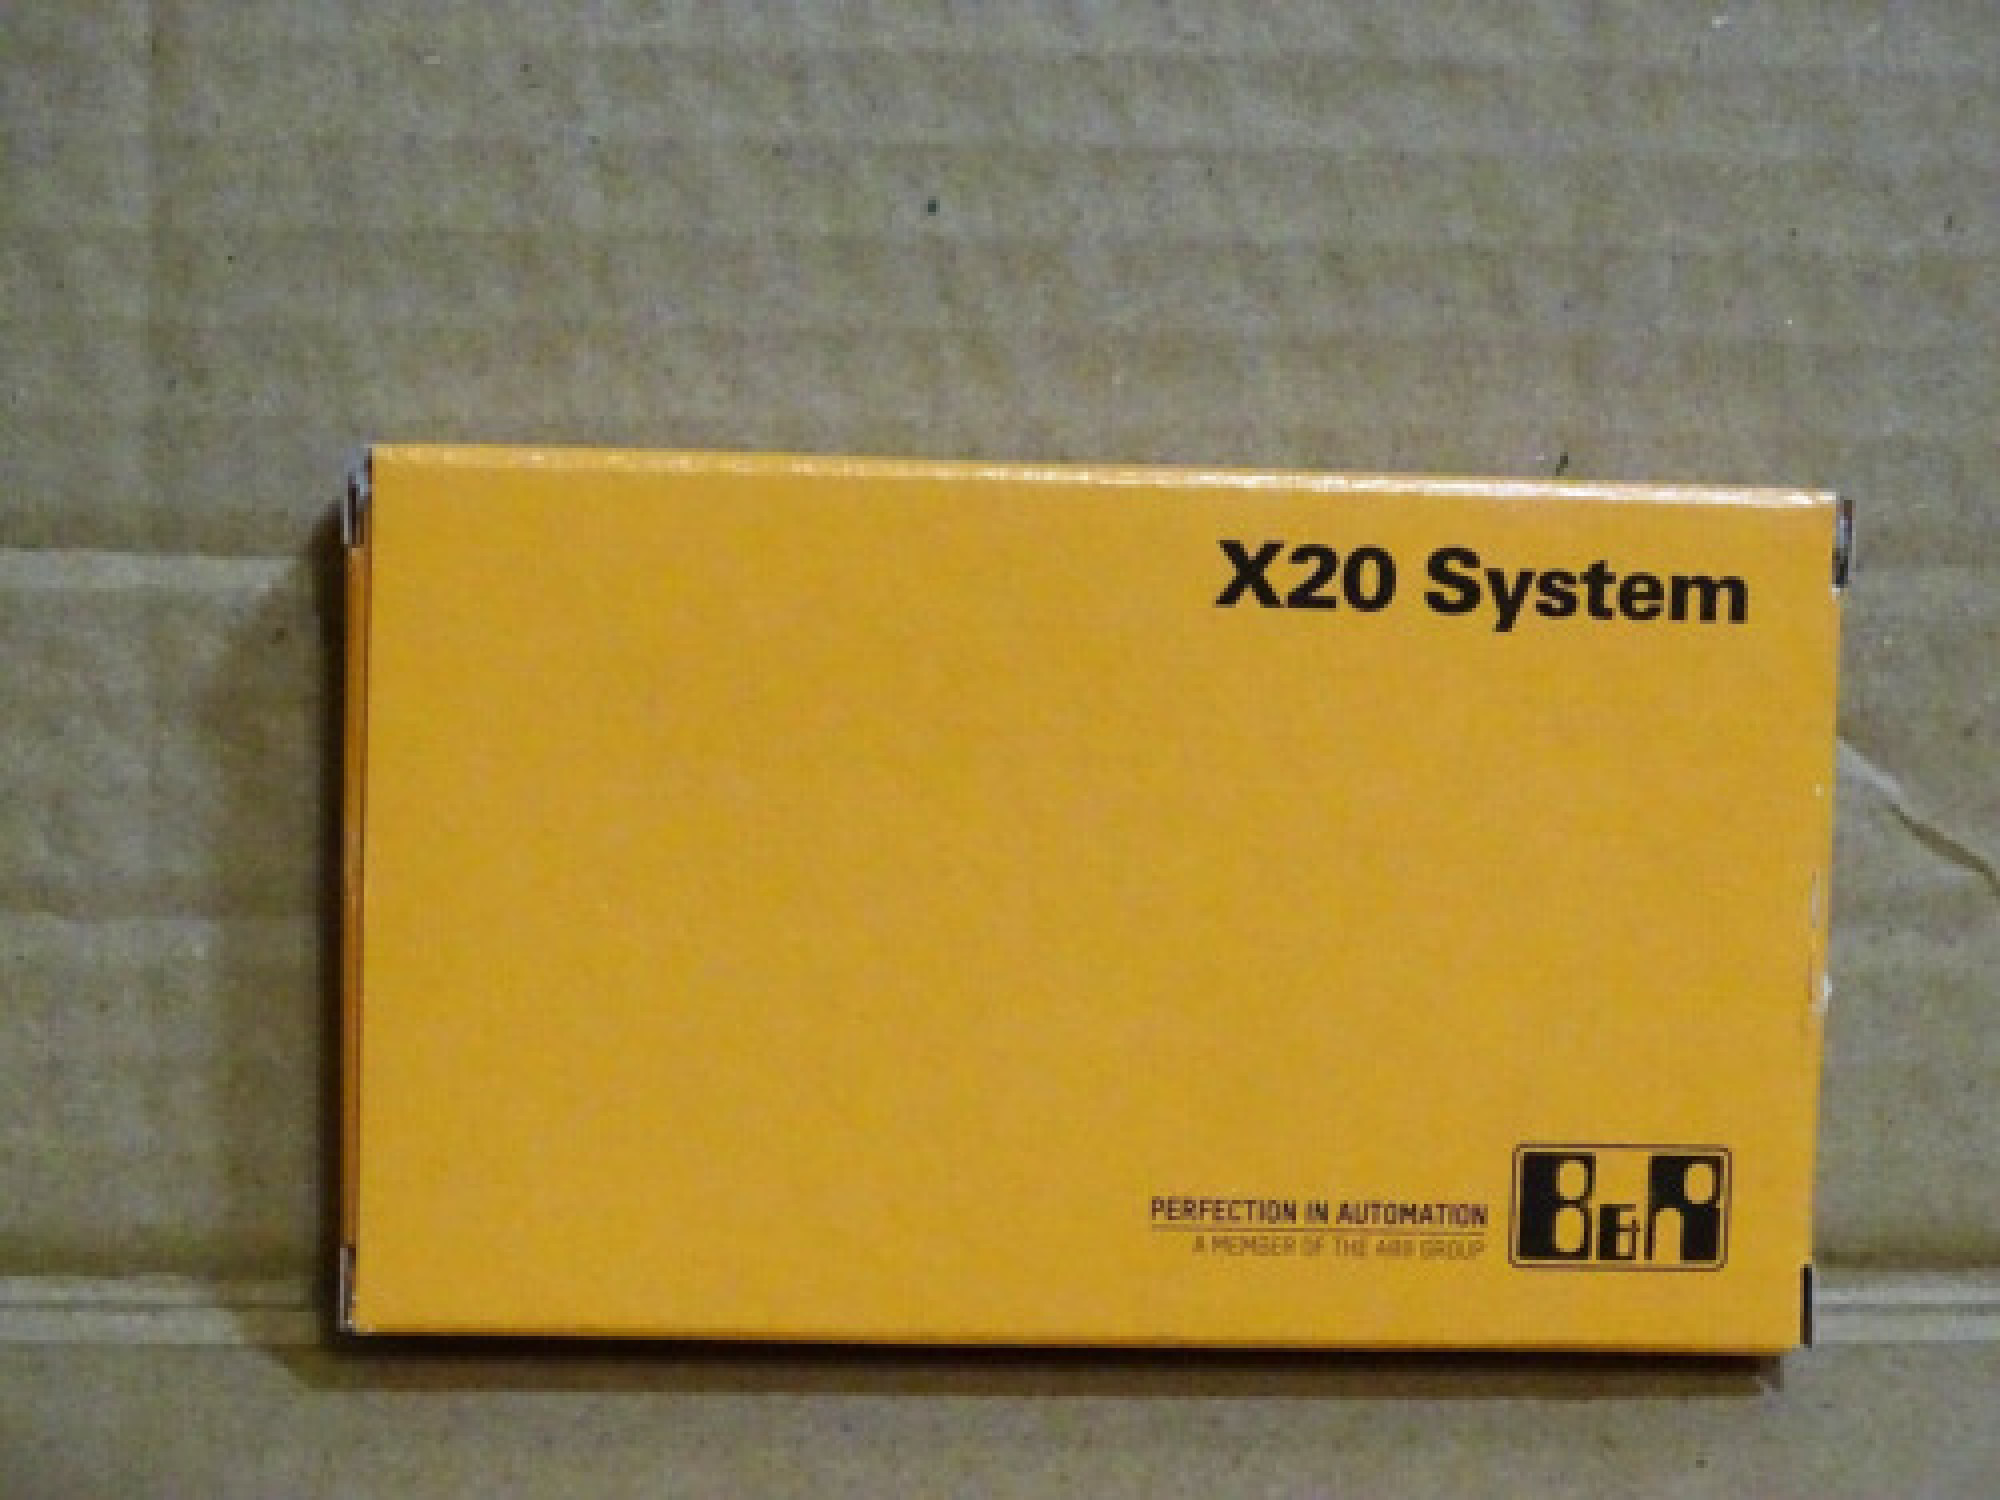 X20 System
PERFECTION IN AUTOMATION
A MEMBER OF THE ABB GROUP
B&R